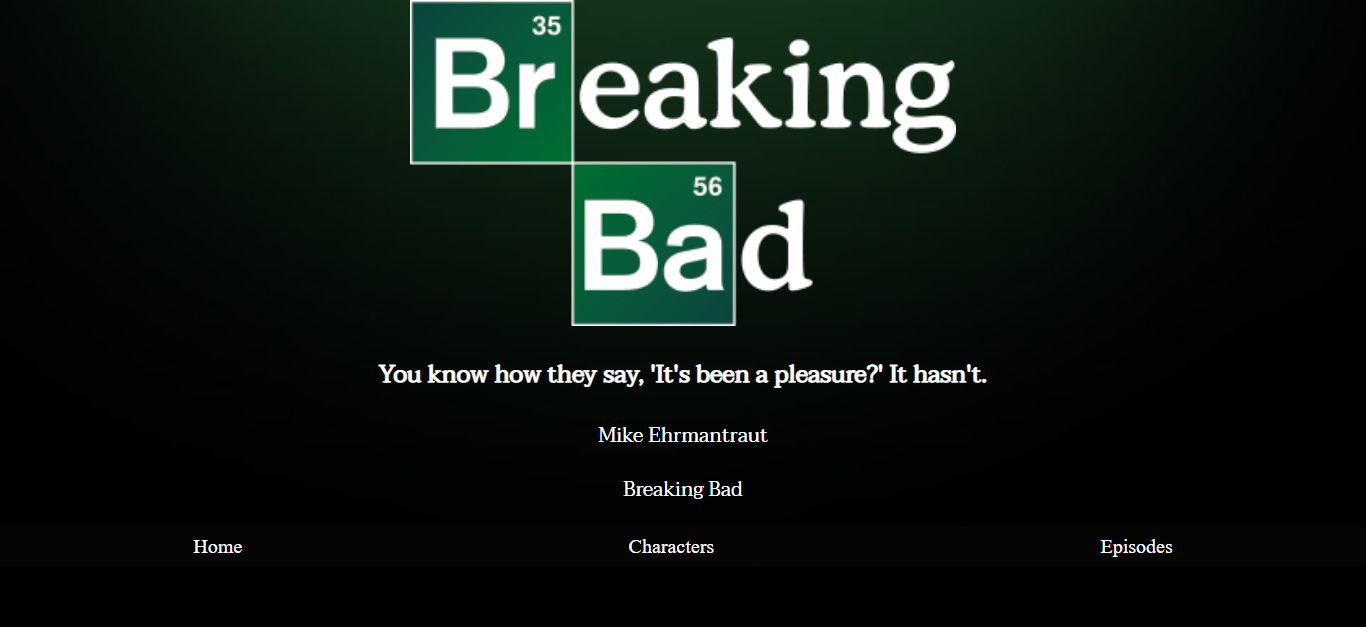 35
Breaking
56
Bad
You know how they say, 'It's been a pleasure?' It hasn't.
Mike Ehrmantraut
Breaking Bad
Home Characters Episodes